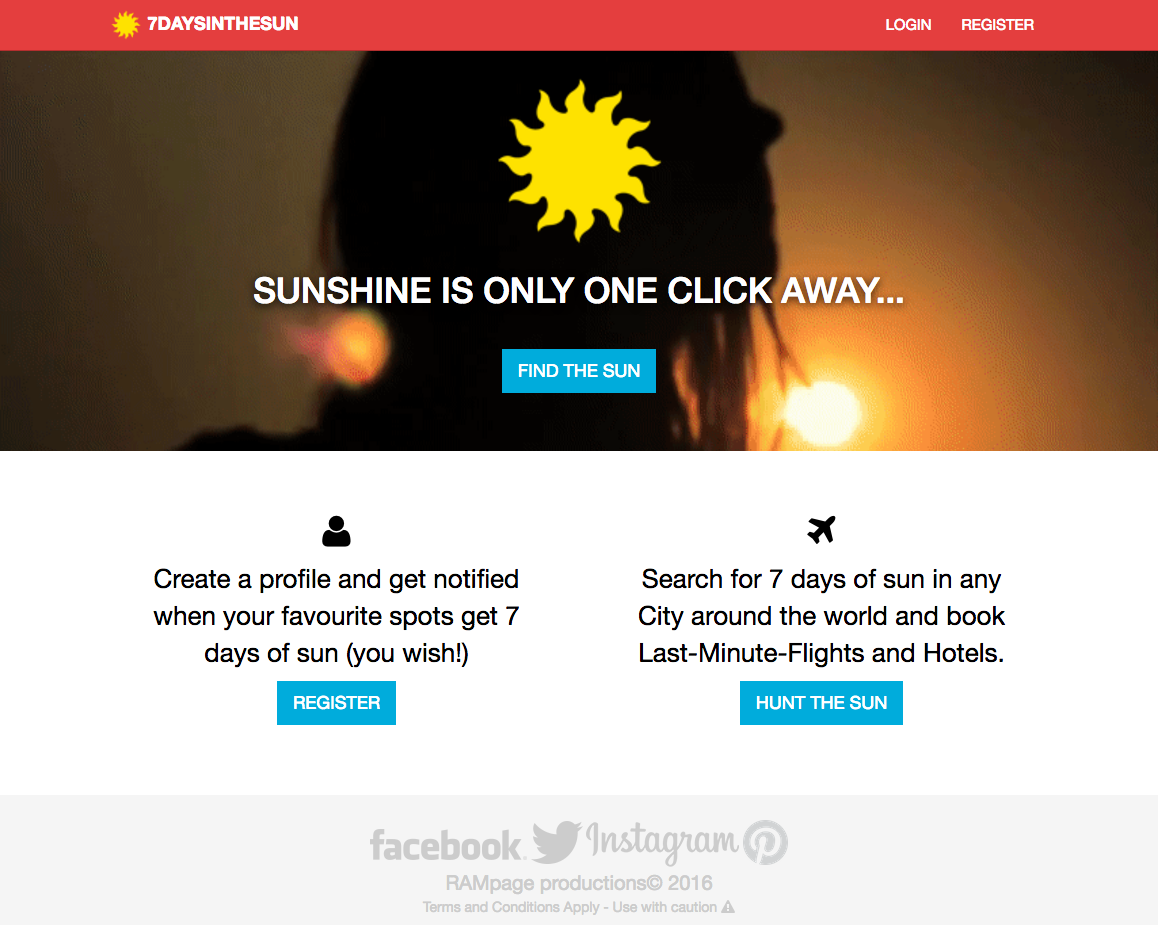 7DAYSINTHESUN
LOGIN REGISTER
SUNSHINE IS ONLY ONE CLICK AWAY...
FIND THE SUN
Create a profile and get notified
when your favourite spots get 7
days of sun (you wish!)
REGISTER
Search for 7 days of sun in any
City around the world and book
Last-Minute-Flights and Hotels.
HUNT THE SUN
facebook. Instagram
RAMpage productions© 2016
Terms and Conditions Apply - Use with caution